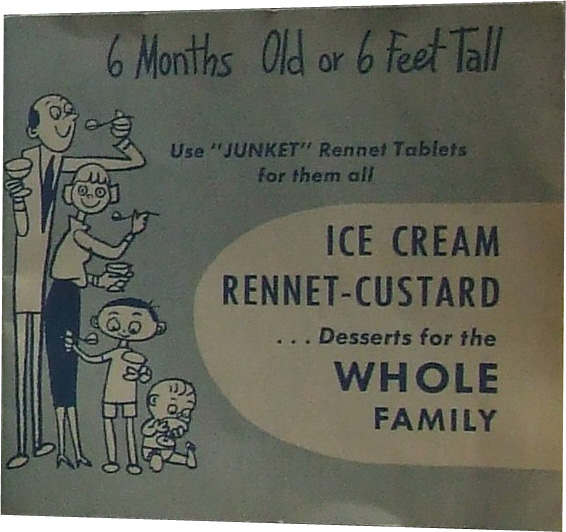 6 Months Old or 6 Feet Tall
Use "JUNKET" Rennet Tablets
for them all
ICE CREAM
RENNET-CUSTARD
...Desserts for the
WHOLE
FAMILY